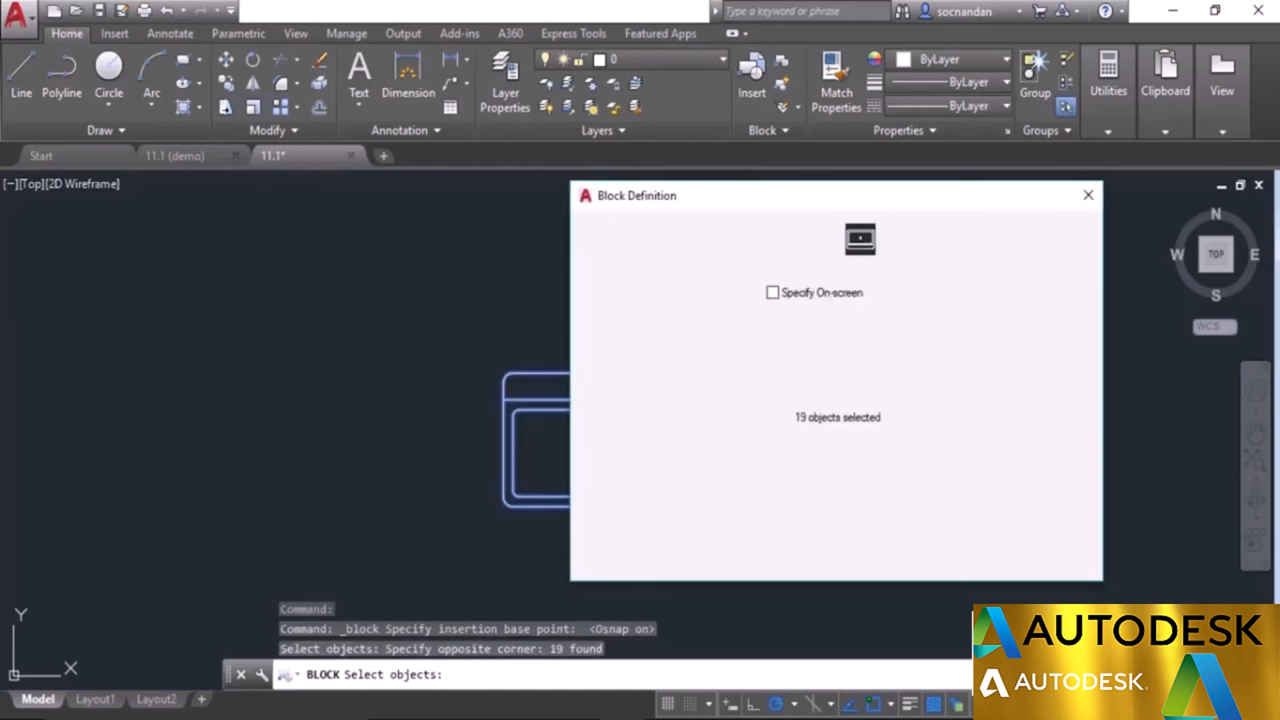 Type a keyword or phrase
socnandan
Home Insert Annotate Parametric View Manage Output Add-ins A360 Express Tools Featured Apps
0
ByLayer
ByLayer
ByLayer
Line Polyline Circle Arc Text Dimension Layer Properties Insert Match Properties Group Utilities Clipboard View
Draw Modify Annotation Layers Block Properties Groups
Start 11.1 (demo) 11.1*
[−][Top][2D Wireframe]
Block Definition
Specify On-screen
19 objects selected
N
W TOP E
S
WCS
Y
X
Command:
Command: _block Specify insertion base point: <Osnap on>
Select objects: Specify opposite corner: 19 found
BLOCK Select objects:
Model Layout1 Layout2
AUTODESK
AUTODESK.